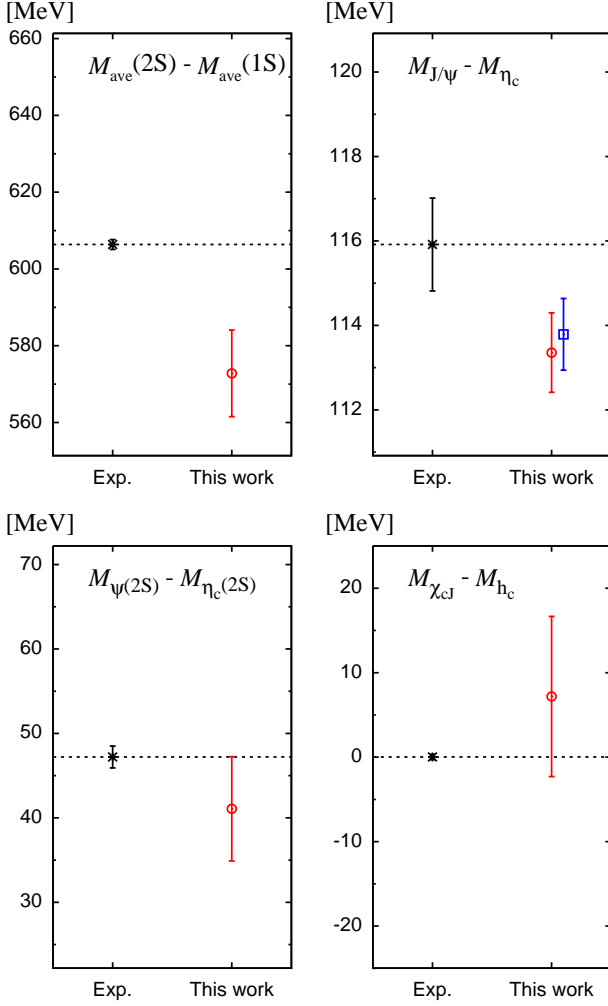 [MeV]
660
640
620
600
580
560
M_ave(2S) - M_ave(1S)
Exp. This work
[MeV]
120
118
116
114
112
M_J/ψ - M_ηc
Exp. This work
[MeV]
70
60
50
40
30
M_ψ(2S) - M_ηc(2S)
Exp. This work
[MeV]
20
10
0
-10
-20
M_χcJ - M_hc
Exp. This work